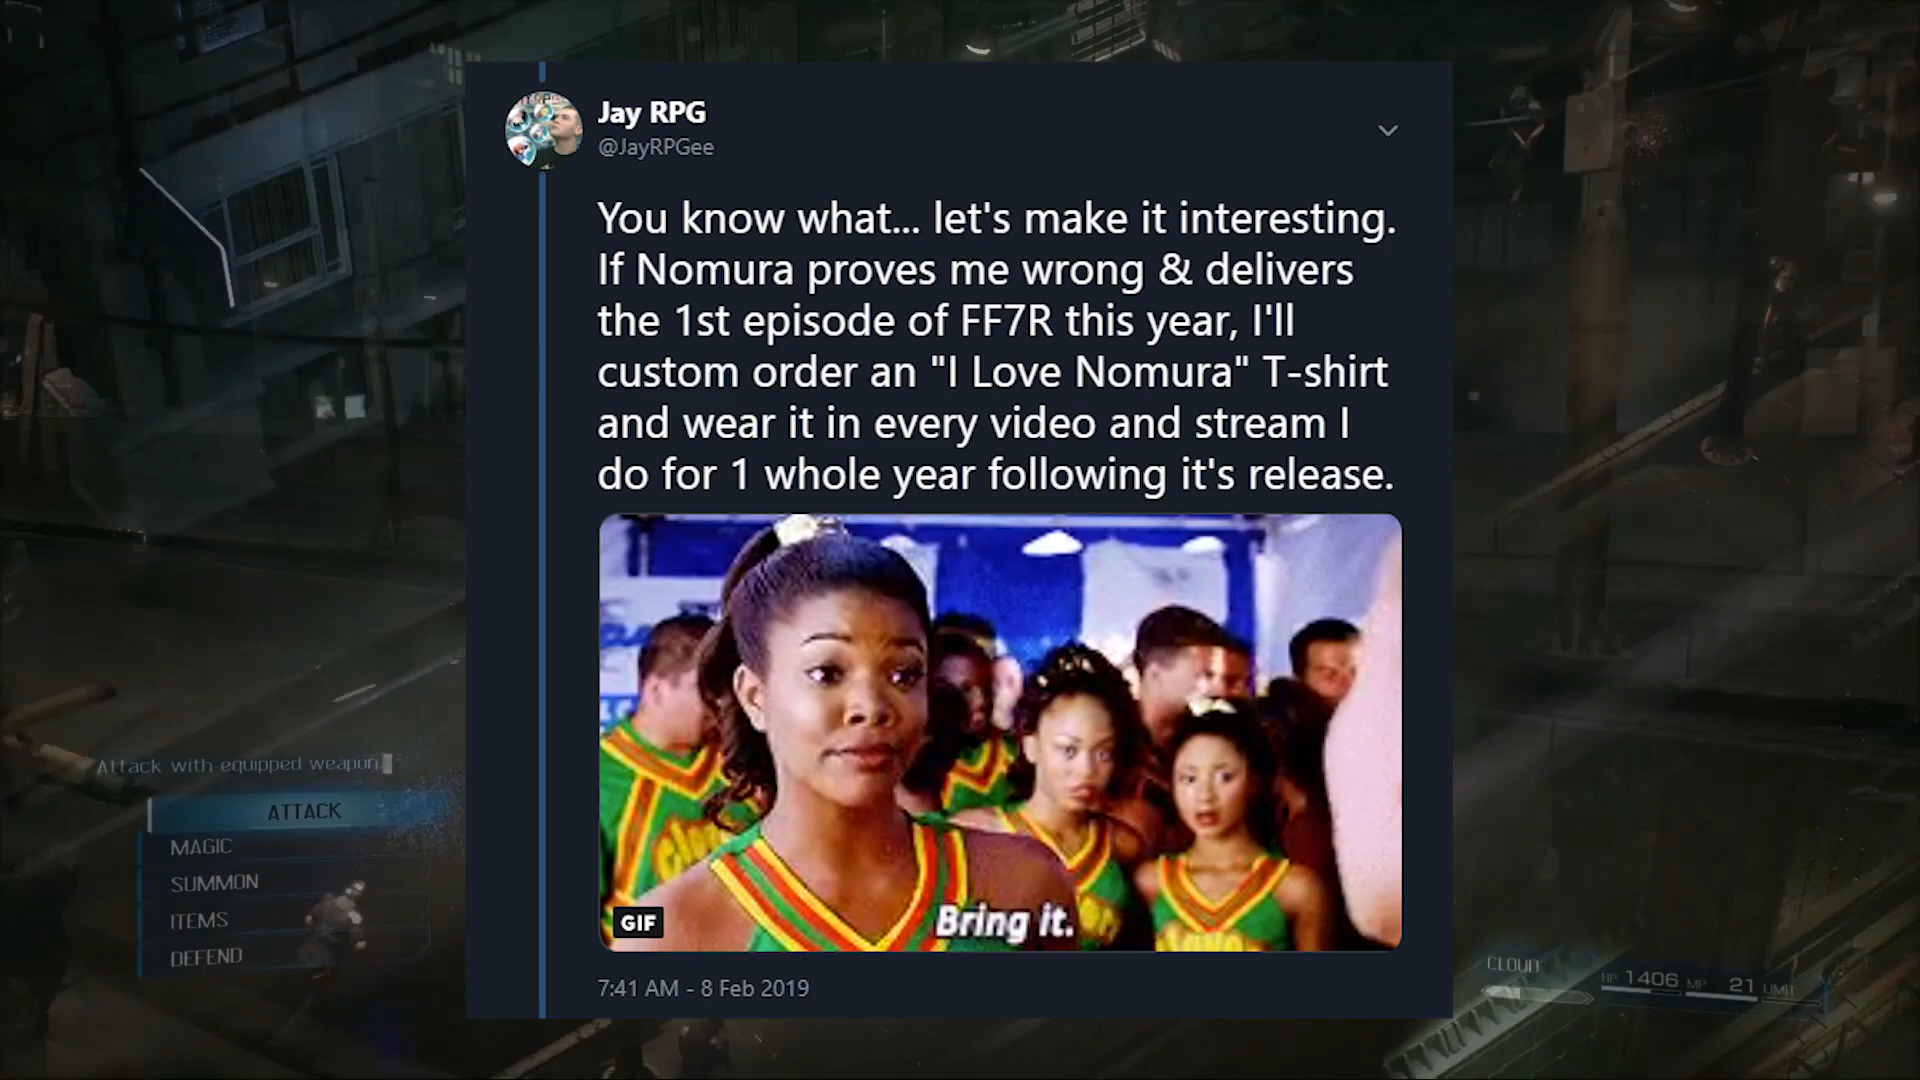 Jay RPG
@JayRPGee
You know what... let's make it interesting.
If Nomura proves me wrong & delivers
the 1st episode of FF7R this year, I'll
custom order an "I Love Nomura" T-shirt
and wear it in every video and stream I
do for 1 whole year following it's release.
Bring it.
GIF
7:41 AM - 8 Feb 2019
Attack with equipped weapon.
ATTACK
MAGIC
SUMMON
ITEMS
DEFEND
CLOUD
HP 1406 MP 21 LIMIT